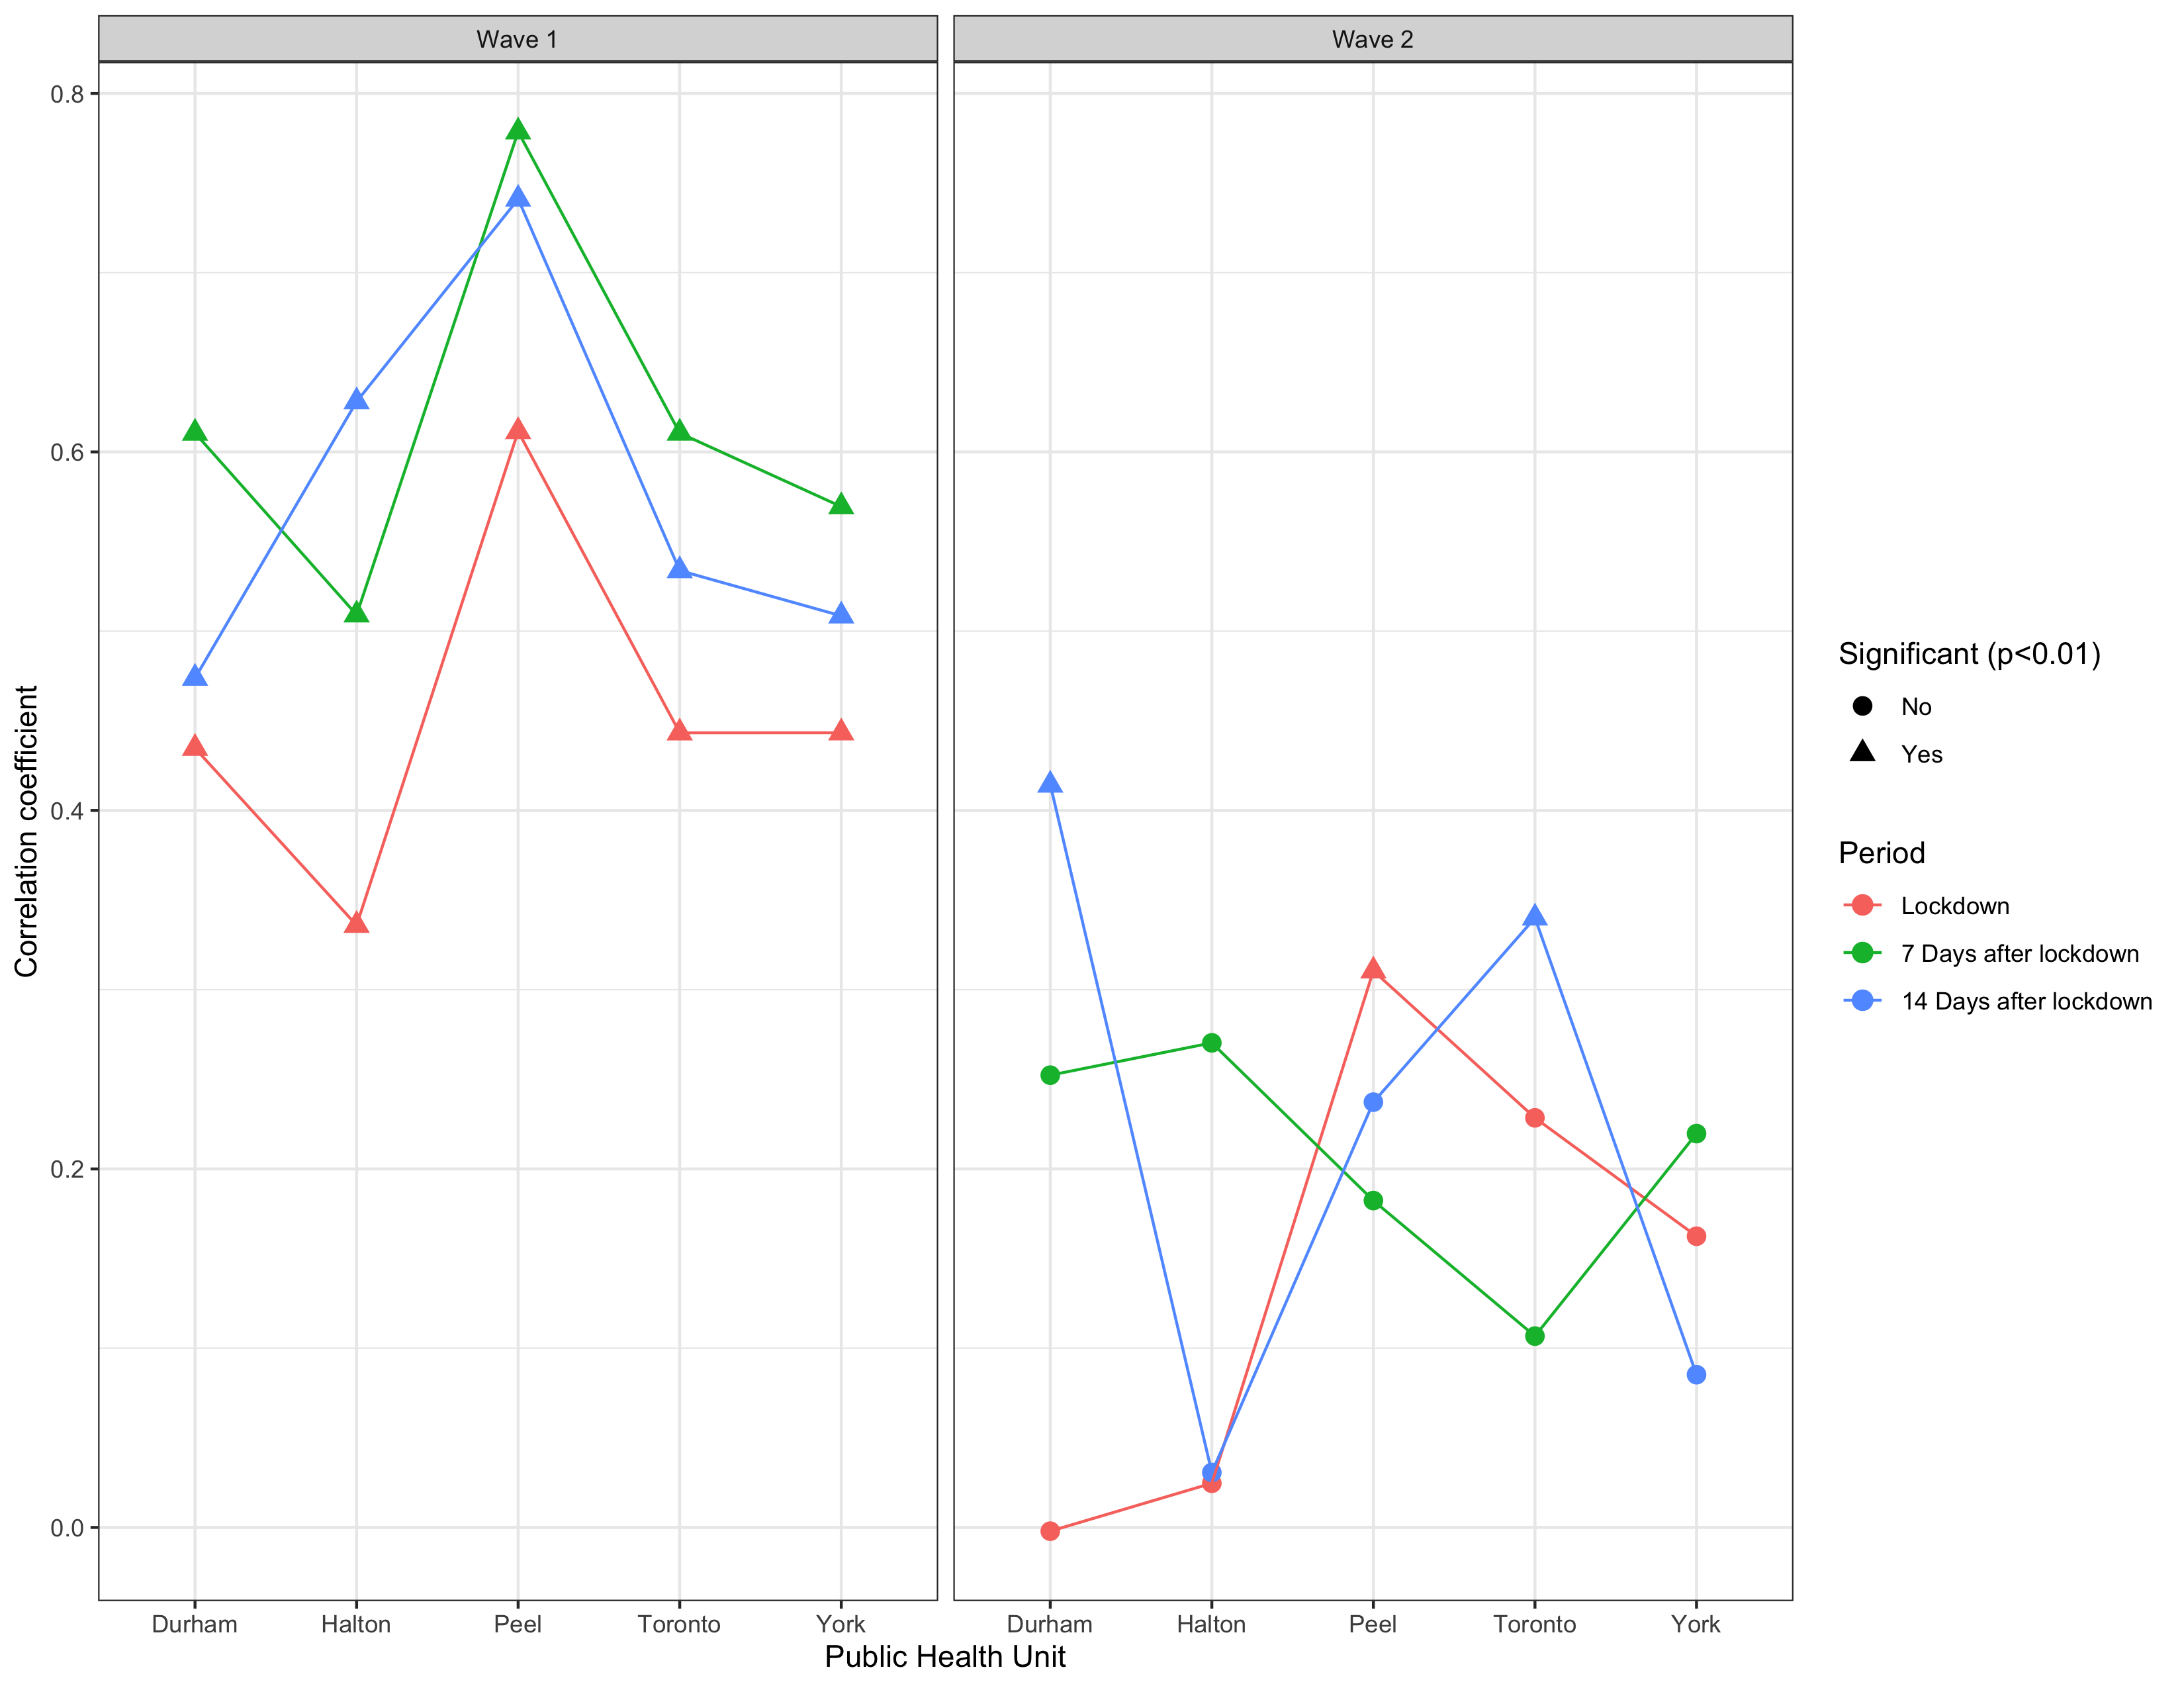 Wave 1
Wave 2
0.8
0.6
0.4
0.2
0.0
Correlation coefficient
Durham Halton Peel Toronto York
Durham Halton Peel Toronto York
Public Health Unit
Significant (p<0.01)
No
Yes
Period
Lockdown
7 Days after lockdown
14 Days after lockdown